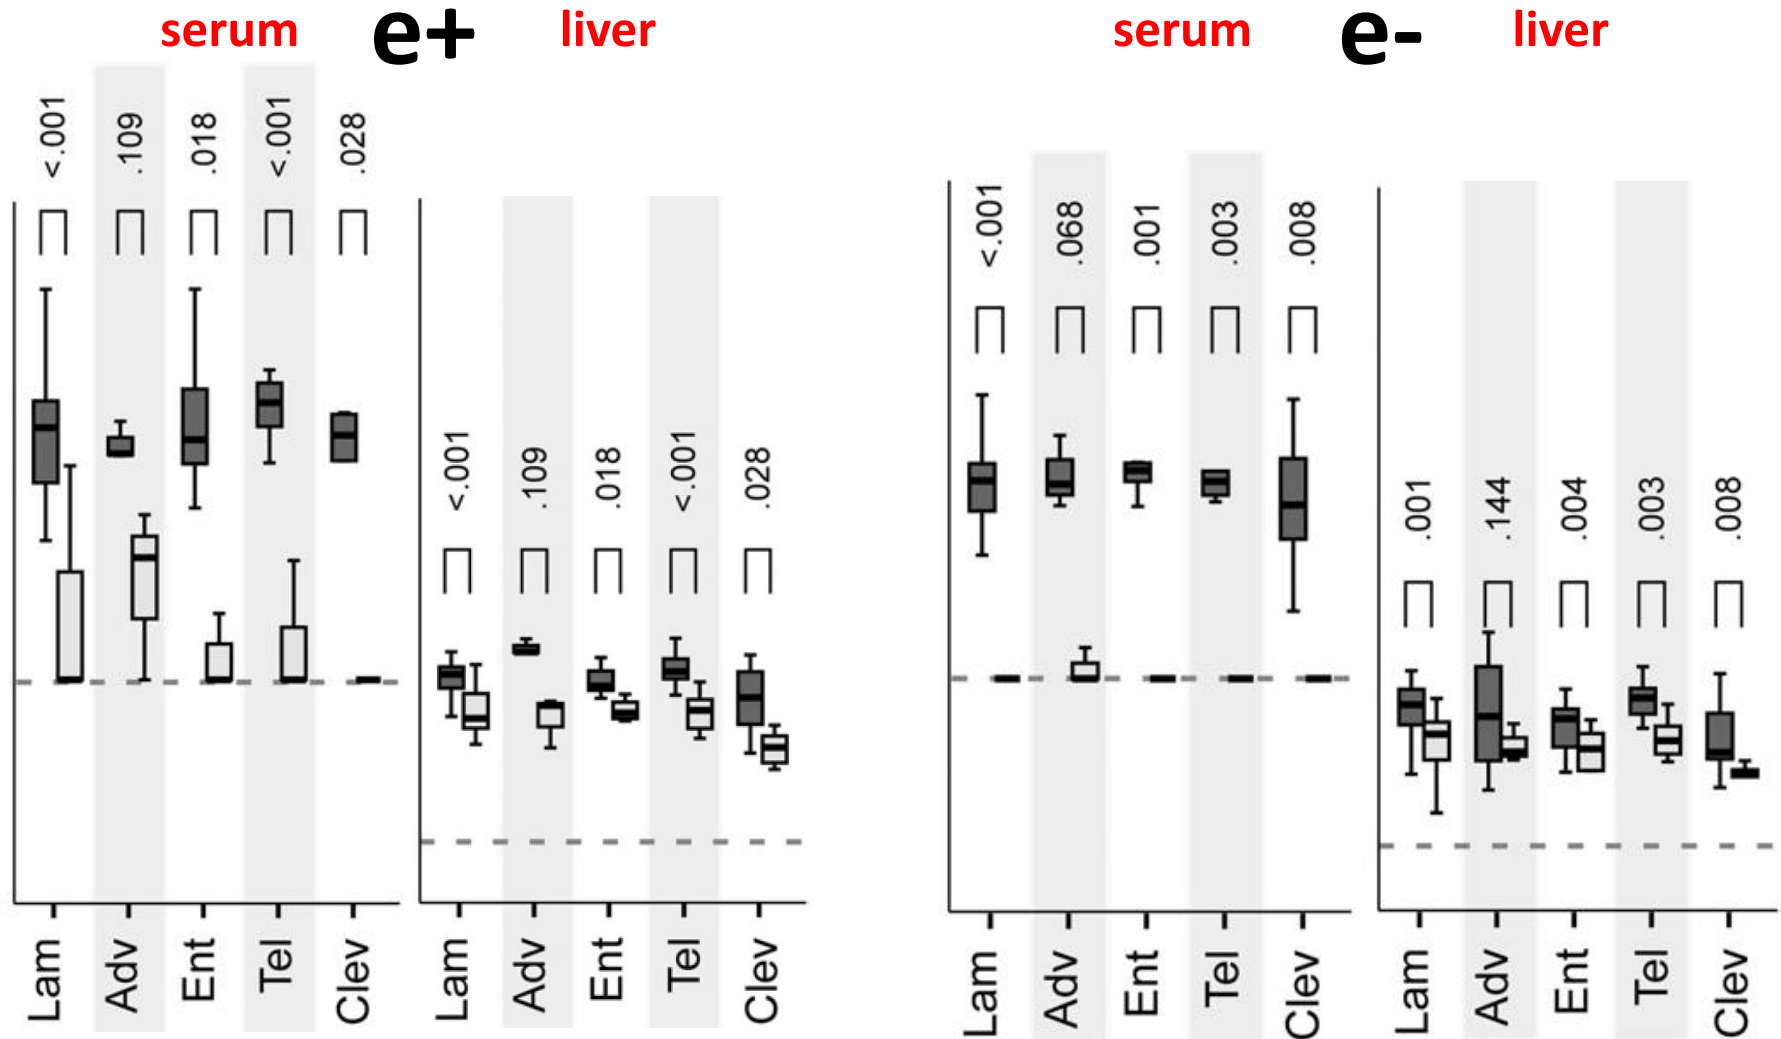 serum e+ liver
serum e- liver
<.001 .109 .018 <.001 .028
<.001 .109 .018 <.001 .028
<.001 .068 .001 .003 .008
.001 .144 .004 .003 .008
Lam Adv Ent Tel Clev
Lam Adv Ent Tel Clev
Lam Adv Ent Tel Clev
Lam Adv Ent Tel Clev